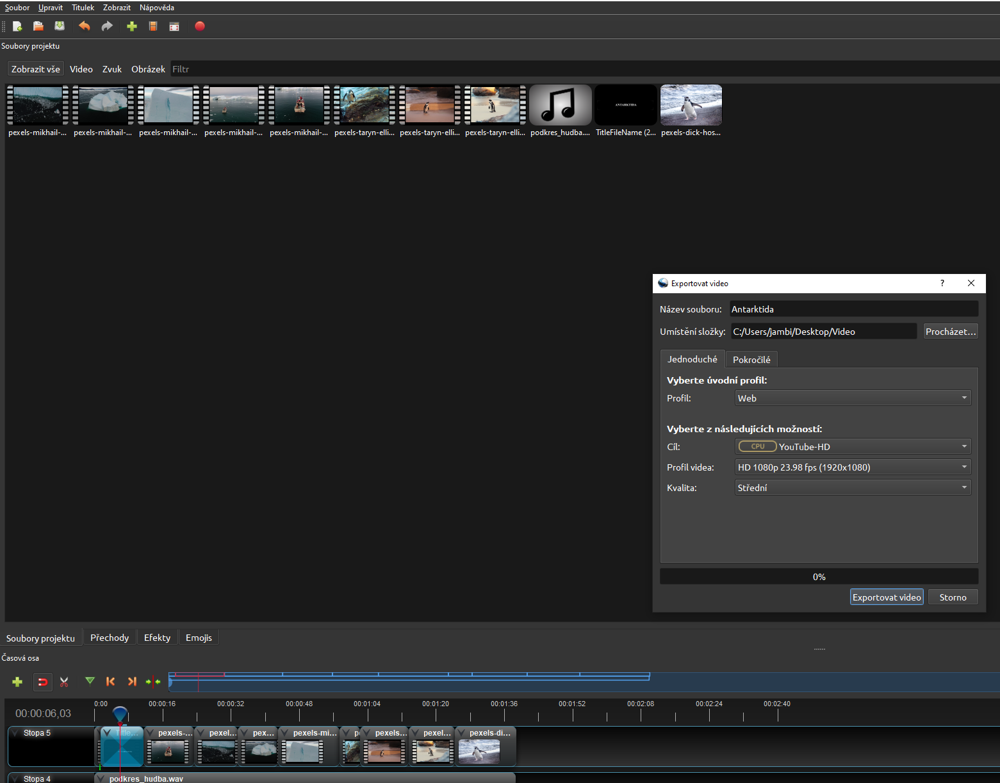 Soubor Upravit Titulek Zobrazit Nápověda
Soubory projektu
Zobrazit vše Video Zvuk Obrázek Filtr
ANTARKTIDA
pexels-mikhail-... pexels-mikhail-... pexels-mikhail-... pexels-mikhail-... pexels-mikhail-... pexels-taryn-elli... pexels-taryn-elli... pexels-taryn-elli... podkres_hudba.... TitleFileName (2... pexels-dick-hos...
Exportovat video ?
Název souboru: Antarktida
Umístění složky: C:/Users/jambi/Desktop/Video Procházet...
Jednoduché Pokročilé
Vyberte úvodní profil:
Profil: Web
Vyberte z následujících možností:
Cíl: CPU YouTube-HD
Profil videa: HD 1080p 23.98 fps (1920x1080)
Kvalita: Střední
0%
Exportovat video Storno
Soubory projektu Přechody Efekty Emojis
Časová osa
00:00:06,03 0:00 00:00:16 00:00:32 00:00:48 00:01:04 00:01:20 00:01:36 00:01:52 00:02:08 00:02:24 00:02:40
Stopa 5 Title... pexels-... pexel... pex... pexels-mi... p pexels... pexel... pexels-di...
Stopa 4 podkres_hudba.wav